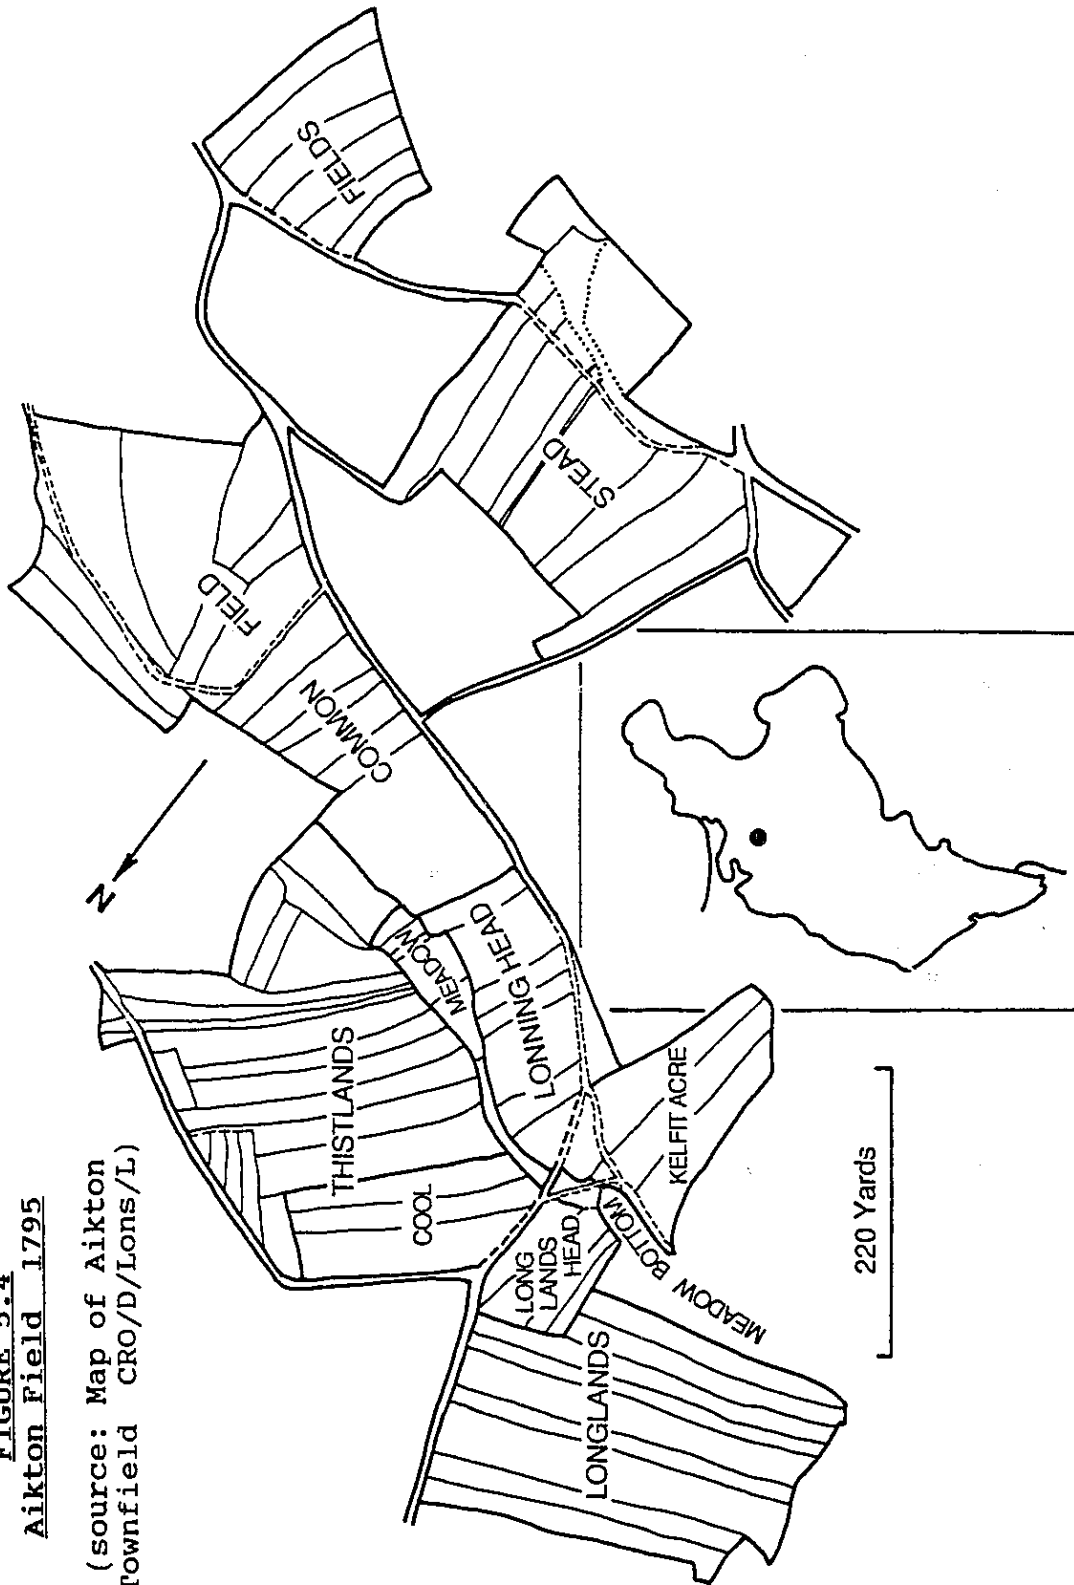 FIGURE 5.4
Aikton Field 1795
(source: Map of Aikton
Townfield CRO/D/Lons/L)
N
FIELDS
STEAD
COMMON FIELD
MEADOW
LONNING HEAD
THISTLANDS
COOL
LONG
LANDS
HEAD
MEADOW BOTTOM
KELFIT ACRE
LONGLANDS
220 Yards